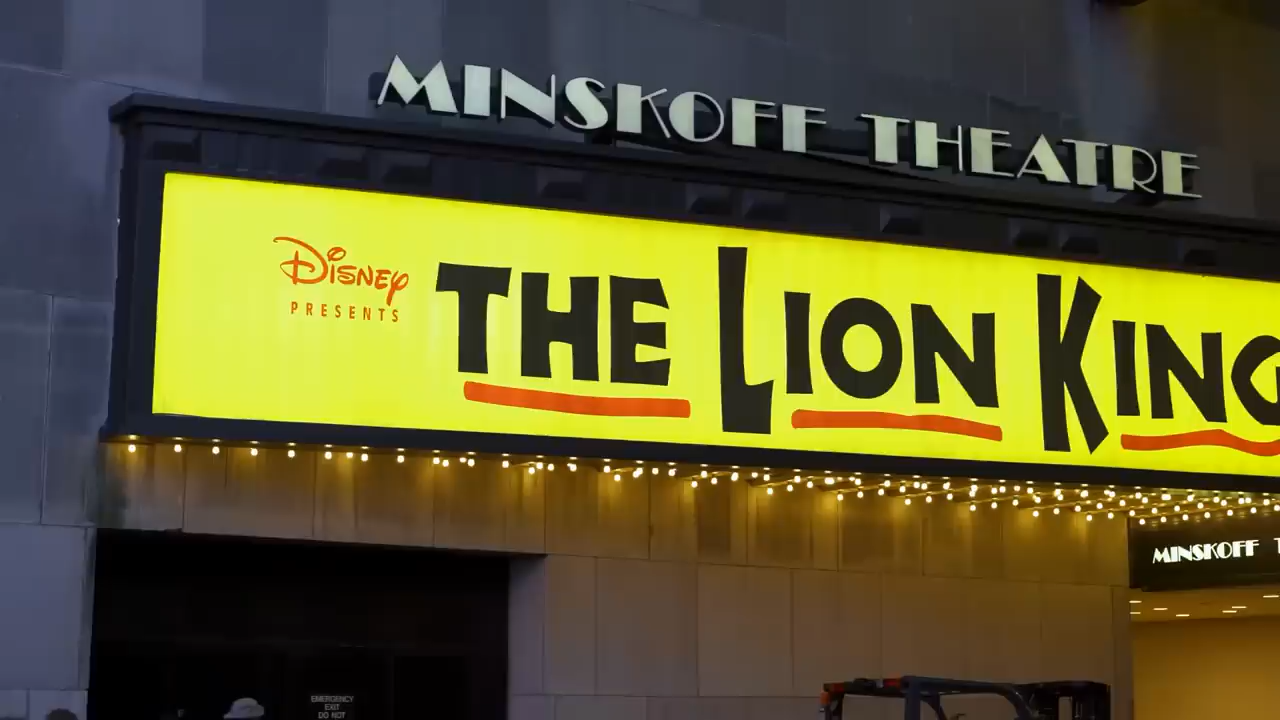 MINSKOFF THEATRE
DISNEY
PRESENTS
THE LION KING
MINSKOFF
EMERGENCY
EXIT
DO NOT